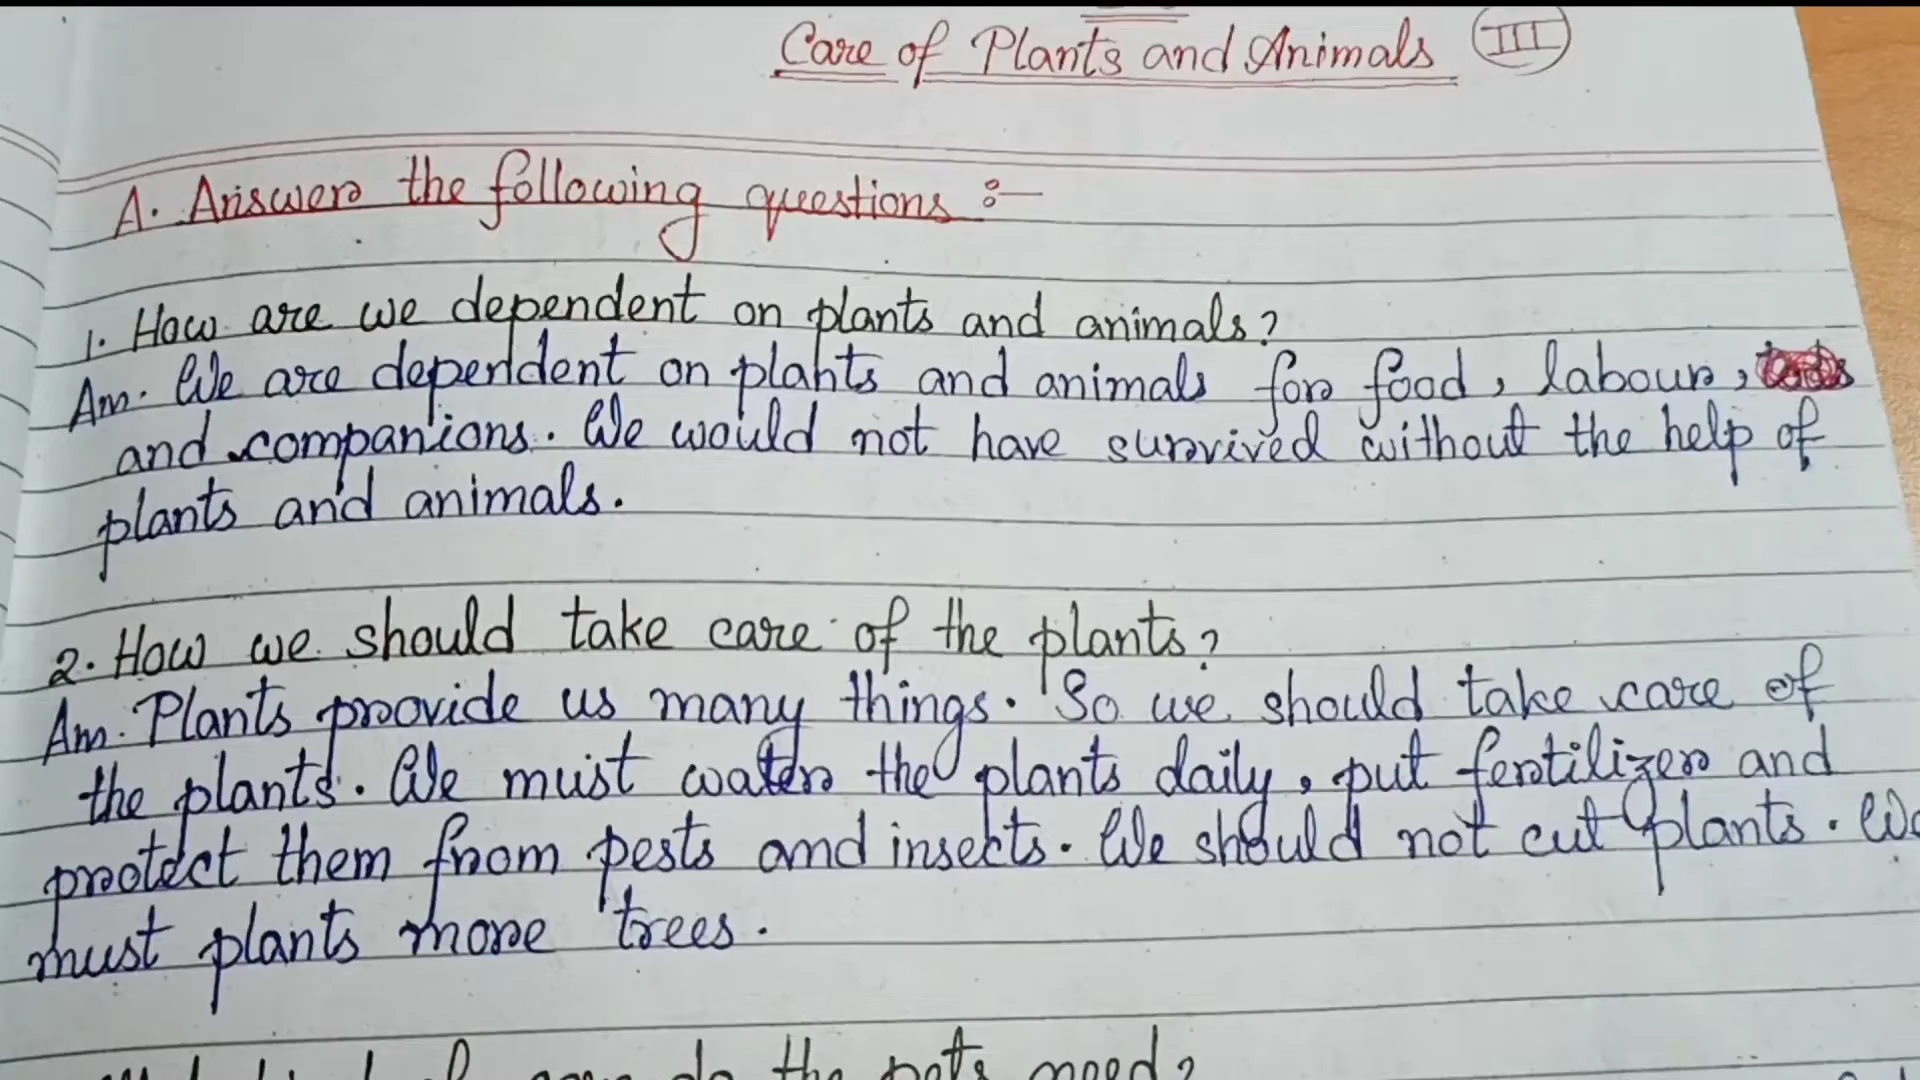 Care of Plants and Animals III
A. Answer the following questions :-
1. How are we dependent on plants and animals?
Ans. We are dependent on plants and animals for food, labour,
and companions. We would not have survived without the help of
plants and animals.
2. How we should take care of the plants?
Ans. Plants provide us many things. So we should take care of
the plants. We must water the plants daily, put fertilizer and
protect them from pests and insects. We should not cut plants. We
must plants more trees.
do the pets need?